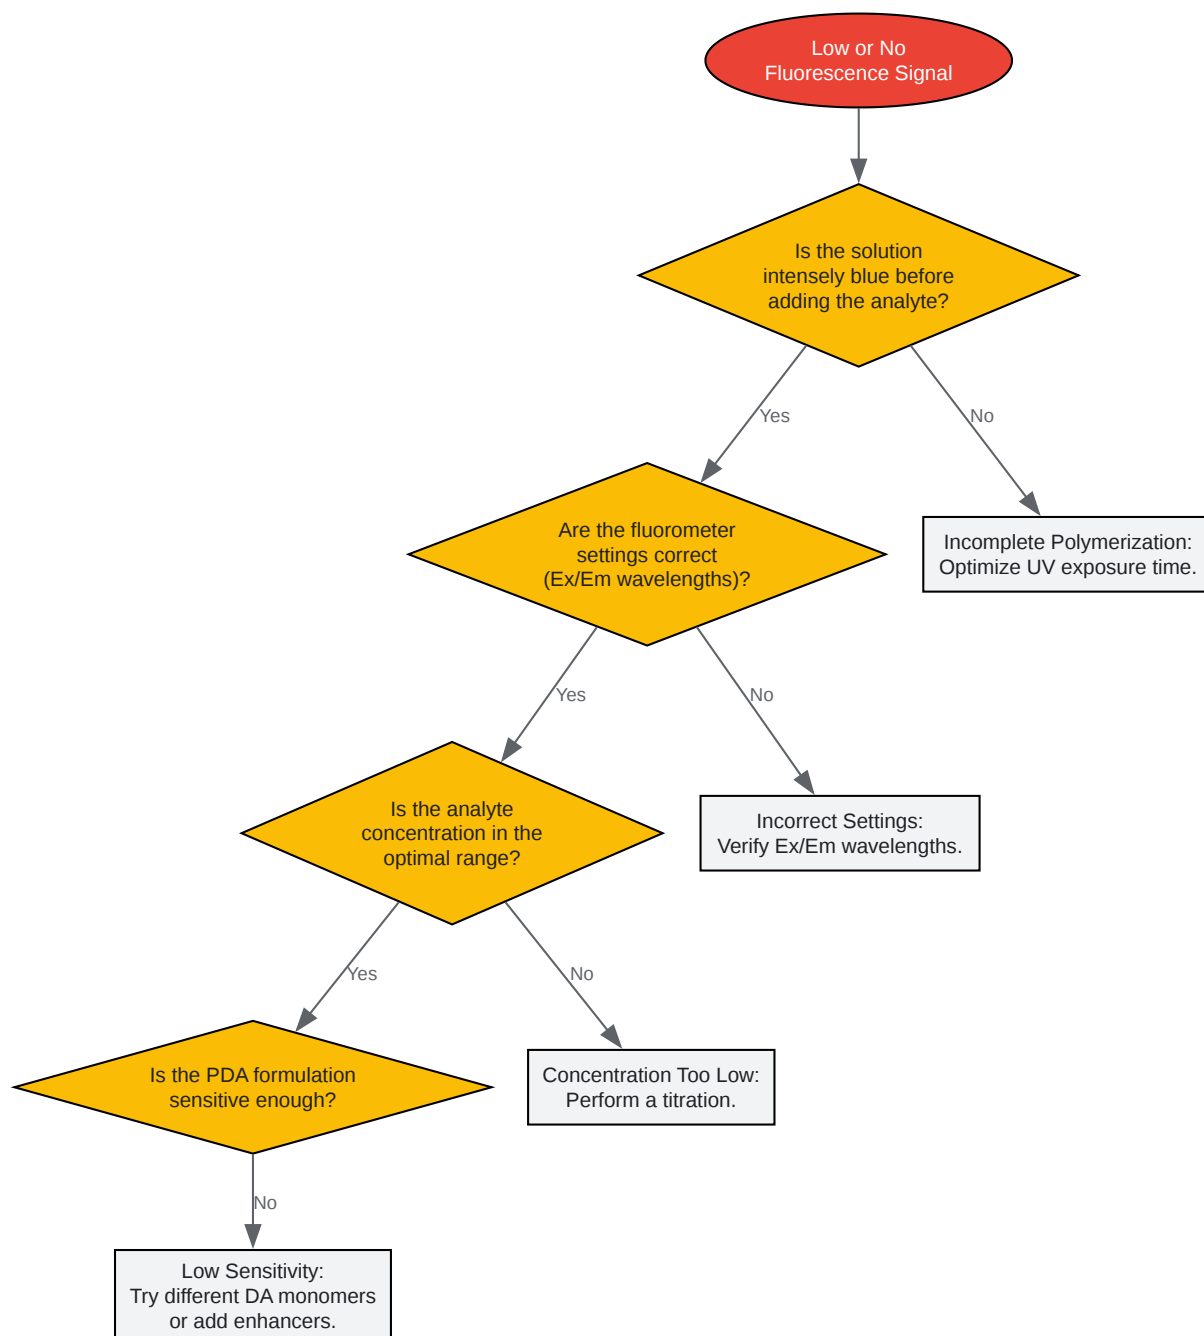 Low or No
Fluorescence Signal
Is the solution
intensely blue before
adding the analyte?
Yes
No
Are the fluorometer
settings correct
(Ex/Em wavelengths)?
Incomplete Polymerization:
Optimize UV exposure time.
Yes
No
Is the analyte
concentration in the
optimal range?
Incorrect Settings:
Verify Ex/Em wavelengths.
Yes
No
Is the PDA formulation
sensitive enough?
Concentration Too Low:
Perform a titration.
No
Low Sensitivity:
Try different DA monomers
or add enhancers.